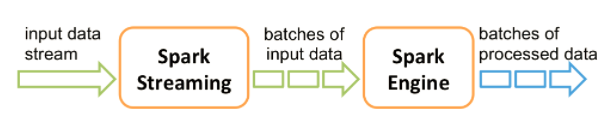 input data
stream
Spark
Streaming
batches of
input data
Spark
Engine
batches of
processed data